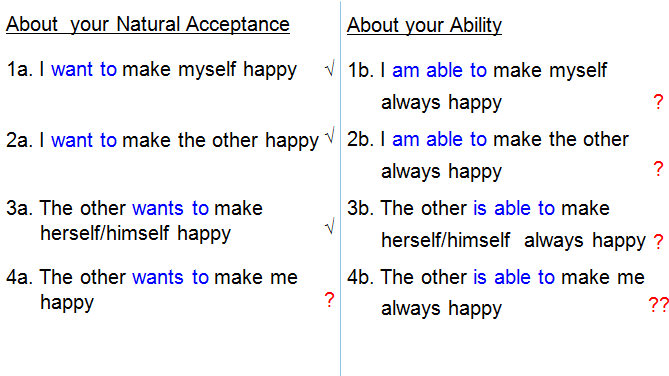 About your Natural Acceptance
1a. I want to make myself happy √
2a. I want to make the other happy √
3a. The other wants to make
herself/himself happy √
4a. The other wants to make me
happy ?
About your Ability
1b. I am able to make myself
always happy ?
2b. I am able to make the other
always happy ?
3b. The other is able to make
herself/himself always happy ?
4b. The other is able to make me
always happy ??